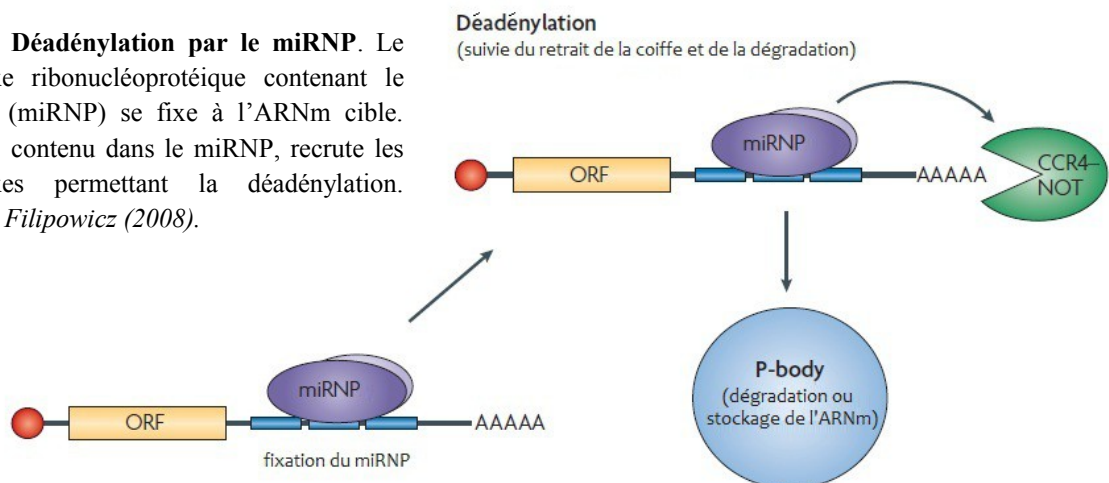 Déadénylation par le miRNP. Le
ribonucléoprotéique contenant le
(miRNP) se fixe à l'ARNm cible.
contenu dans le miRNP, recrute les
permettant la déadénylation.
Filipowicz (2008).
Déadénylation
(suivie du retrait de la coiffe et de la dégradation)
miRNP
ORF
AAAAA
CCR4–
NOT
P-body
(dégradation ou
stockage de l'ARNm)
miRNP
ORF
AAAAA
fixation du miRNP